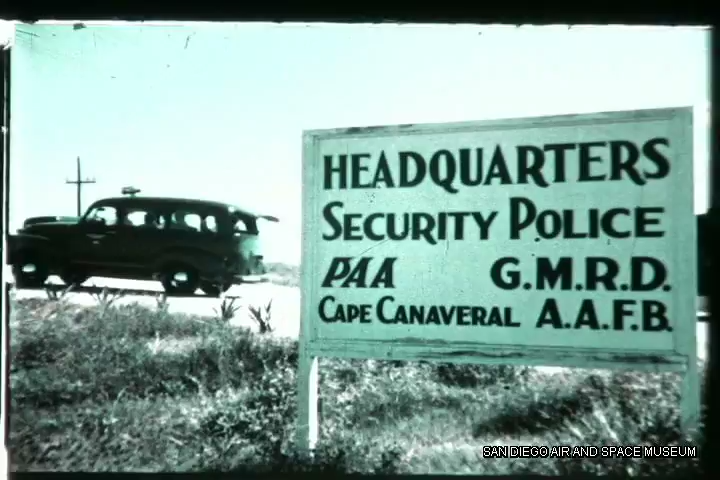 HEADQUARTERS
SECURITY POLICE
PAA G.M.R.D.
CAPE CANAVERAL A.A.F.B.
SAN DIEGO AIR AND SPACE MUSEUM